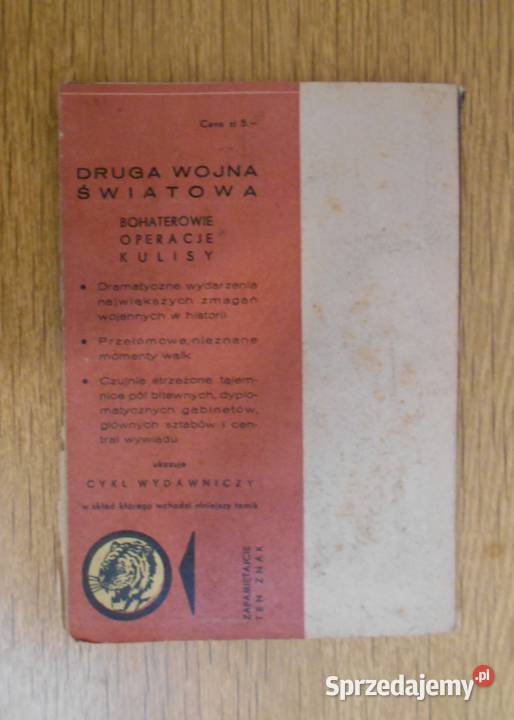 Cena zł 5.—
DRUGA WOJNA
ŚWIATOWA
BOHATEROWIE
OPERACJE
KULISY
• Dramatyczne wydarzenia
największych zmagań
wojennych w historii
• Przełomowe, nieznane
momenty walk
• Czujnie strzeżone tajem-
nice pól bitewnych, dyplo-
matycznych gabinetów,
głównych sztabów i cen-
tral wywiadu
ukazuje
CYKL WYDAWNICZY
w skład którego wchodzi niniejszy tomik
ZAPAMIĘTAJCIE
TEN ZNAK
Sprzedajemy.pl